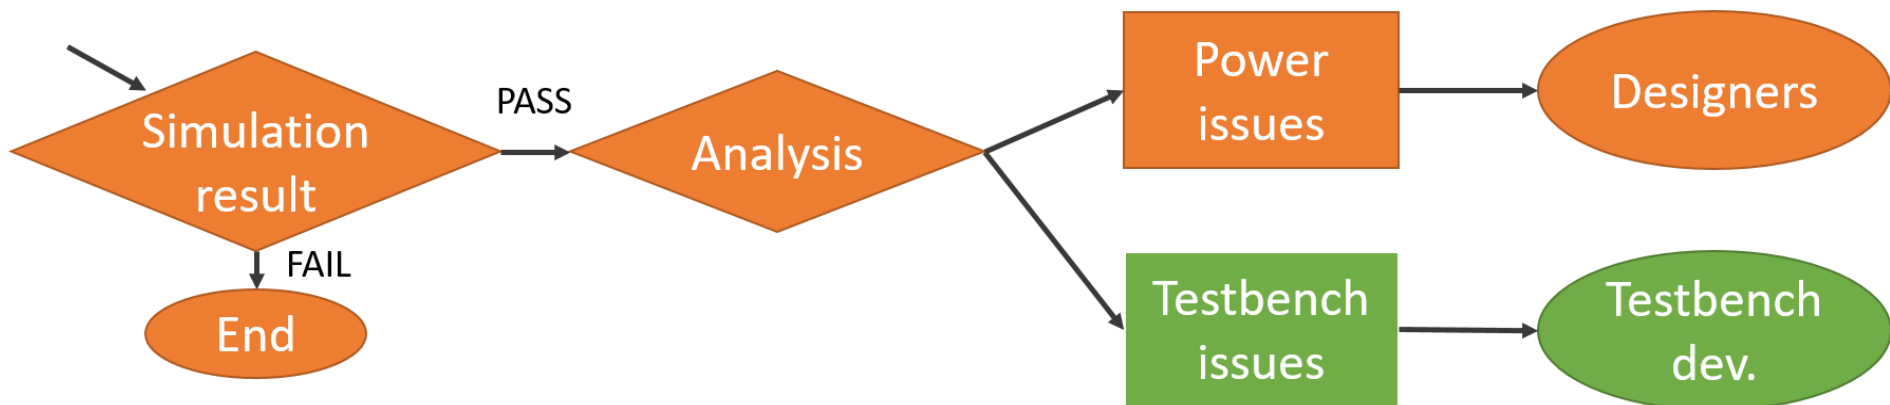 Simulation
result
PASS
FAIL
End
Analysis
Power
issues
Designers
Testbench
issues
Testbench
dev.